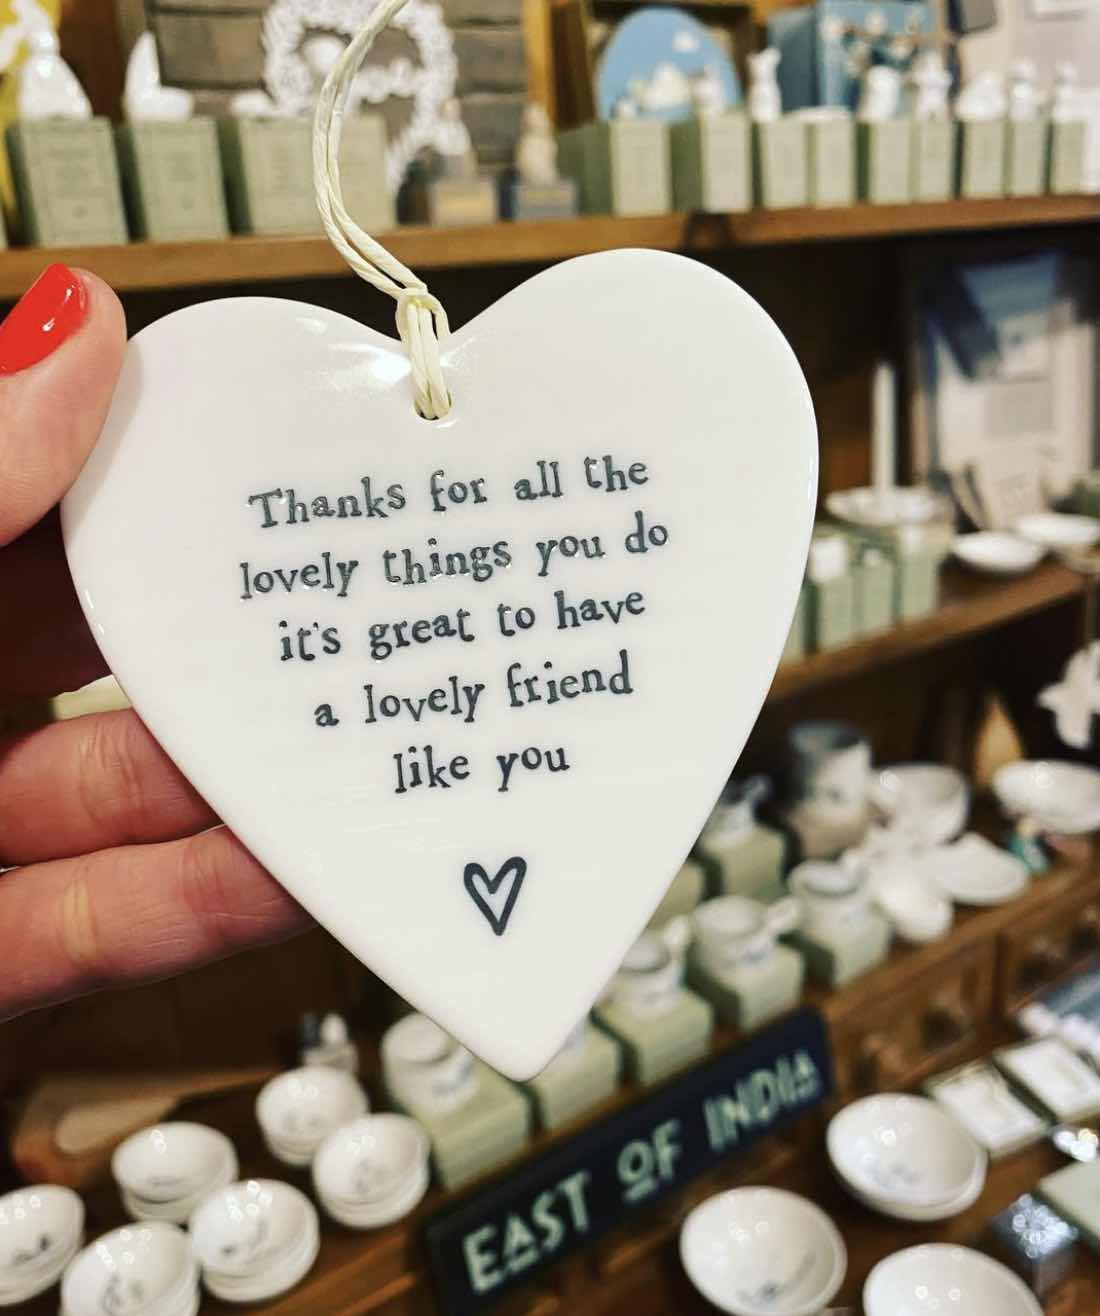 Thanks for all the
lovely things you do
it's great to have
a lovely friend
like you
EAST OF INDIA